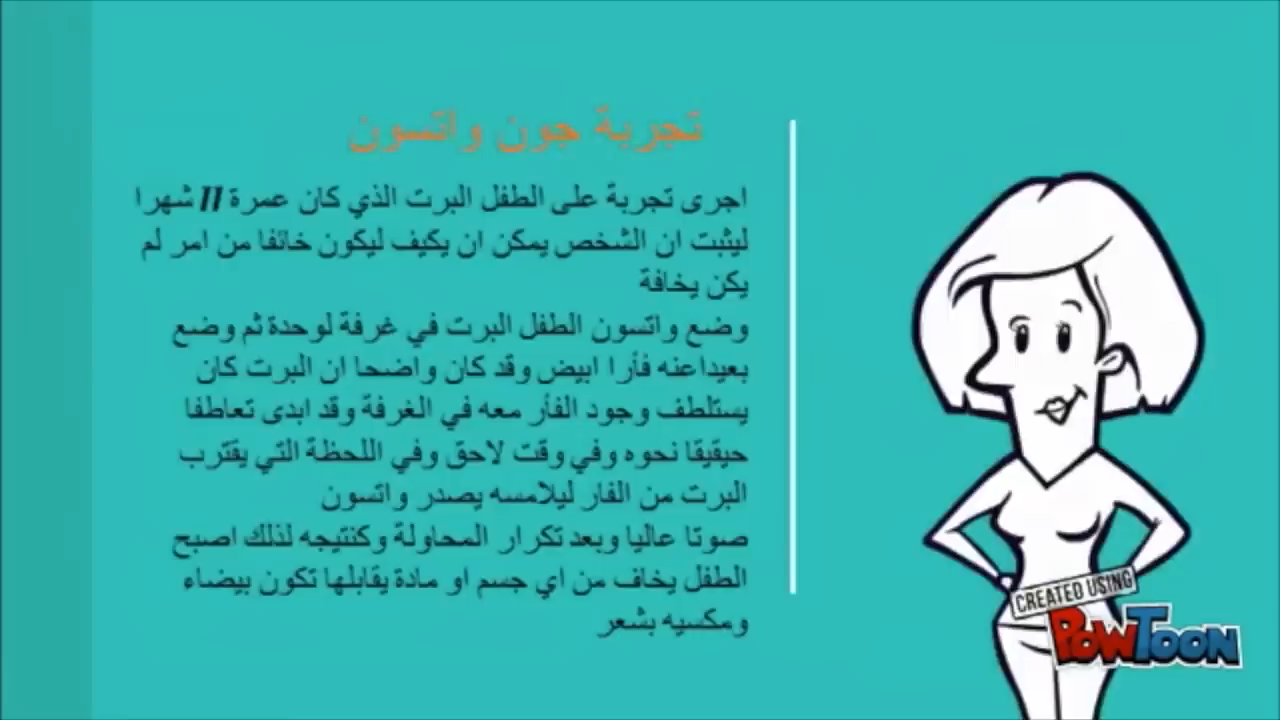 تجربة جون واتسون
اجرى تجربة على الطفل البرت الذي كان عمرة 11 شهرا
ليثبت ان الشخص يمكن ان يكيف ليكون خائفا من امر لم
يكن يخافة
وضع واتسون الطفل البرت في غرفة لوحدة ثم وضع
بعيداعنه فأرا ابيض وقد كان واضحا ان البرت كان
يستلطف وجود الفأر معه في الغرفة وقد ابدى تعاطفا
حيقيقا نحوه وفي وقت لاحق وفي اللحظة التي يقترب
البرت من الفار ليلامسه يصدر واتسون
صوتا عاليا وبعد تكرار المحاولة وكنتيجه لذلك اصبح
الطفل يخاف من اي جسم او مادة يقابلها تكون بيضاء
ومكسيه بشعر
CREATED USING
POWTOON